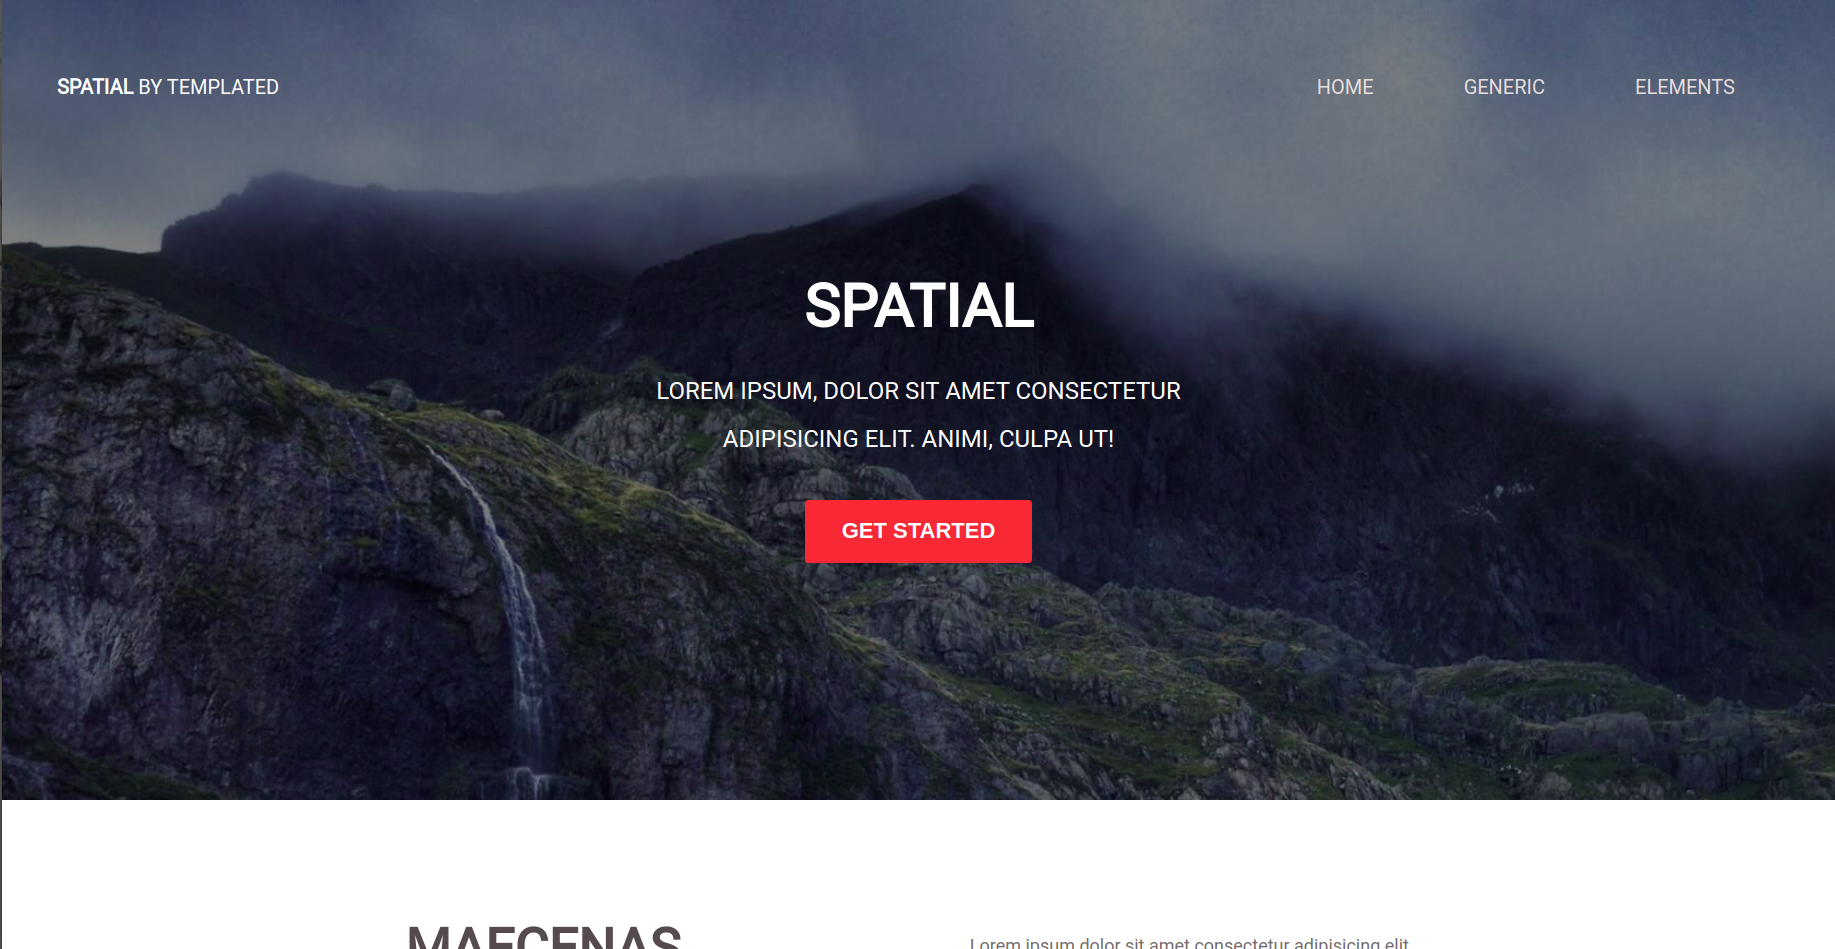 SPATIAL BY TEMPLATED
HOME GENERIC ELEMENTS
SPATIAL
LOREM IPSUM, DOLOR SIT AMET CONSECTETUR
ADIPISICING ELIT. ANIMI, CULPA UT!
GET STARTED
MAECENAS
Lorem ipsum dolor sit amet consectetur adipisicing elit